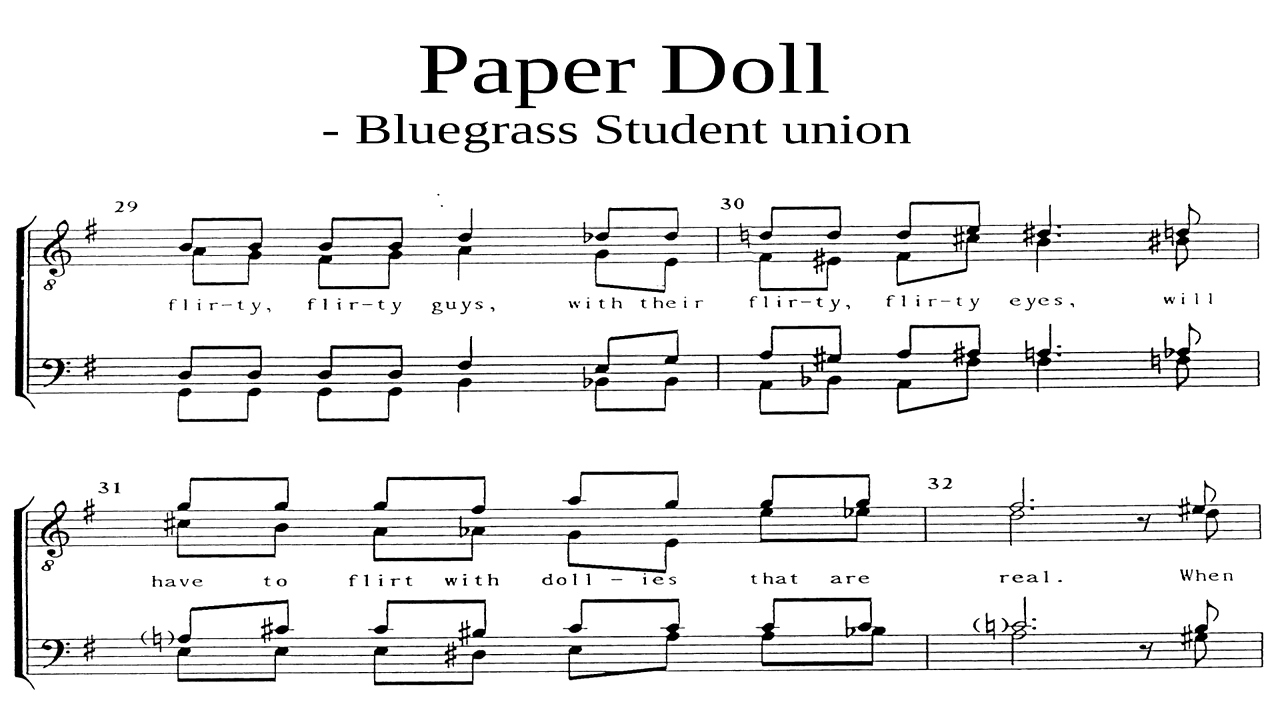 Paper Doll
- Bluegrass Student union
29 30
8
flir-ty, flir-ty guys, with their flir-ty, flir-ty eyes, will
31 32
8
have to flirt with doll - ies that are real. When